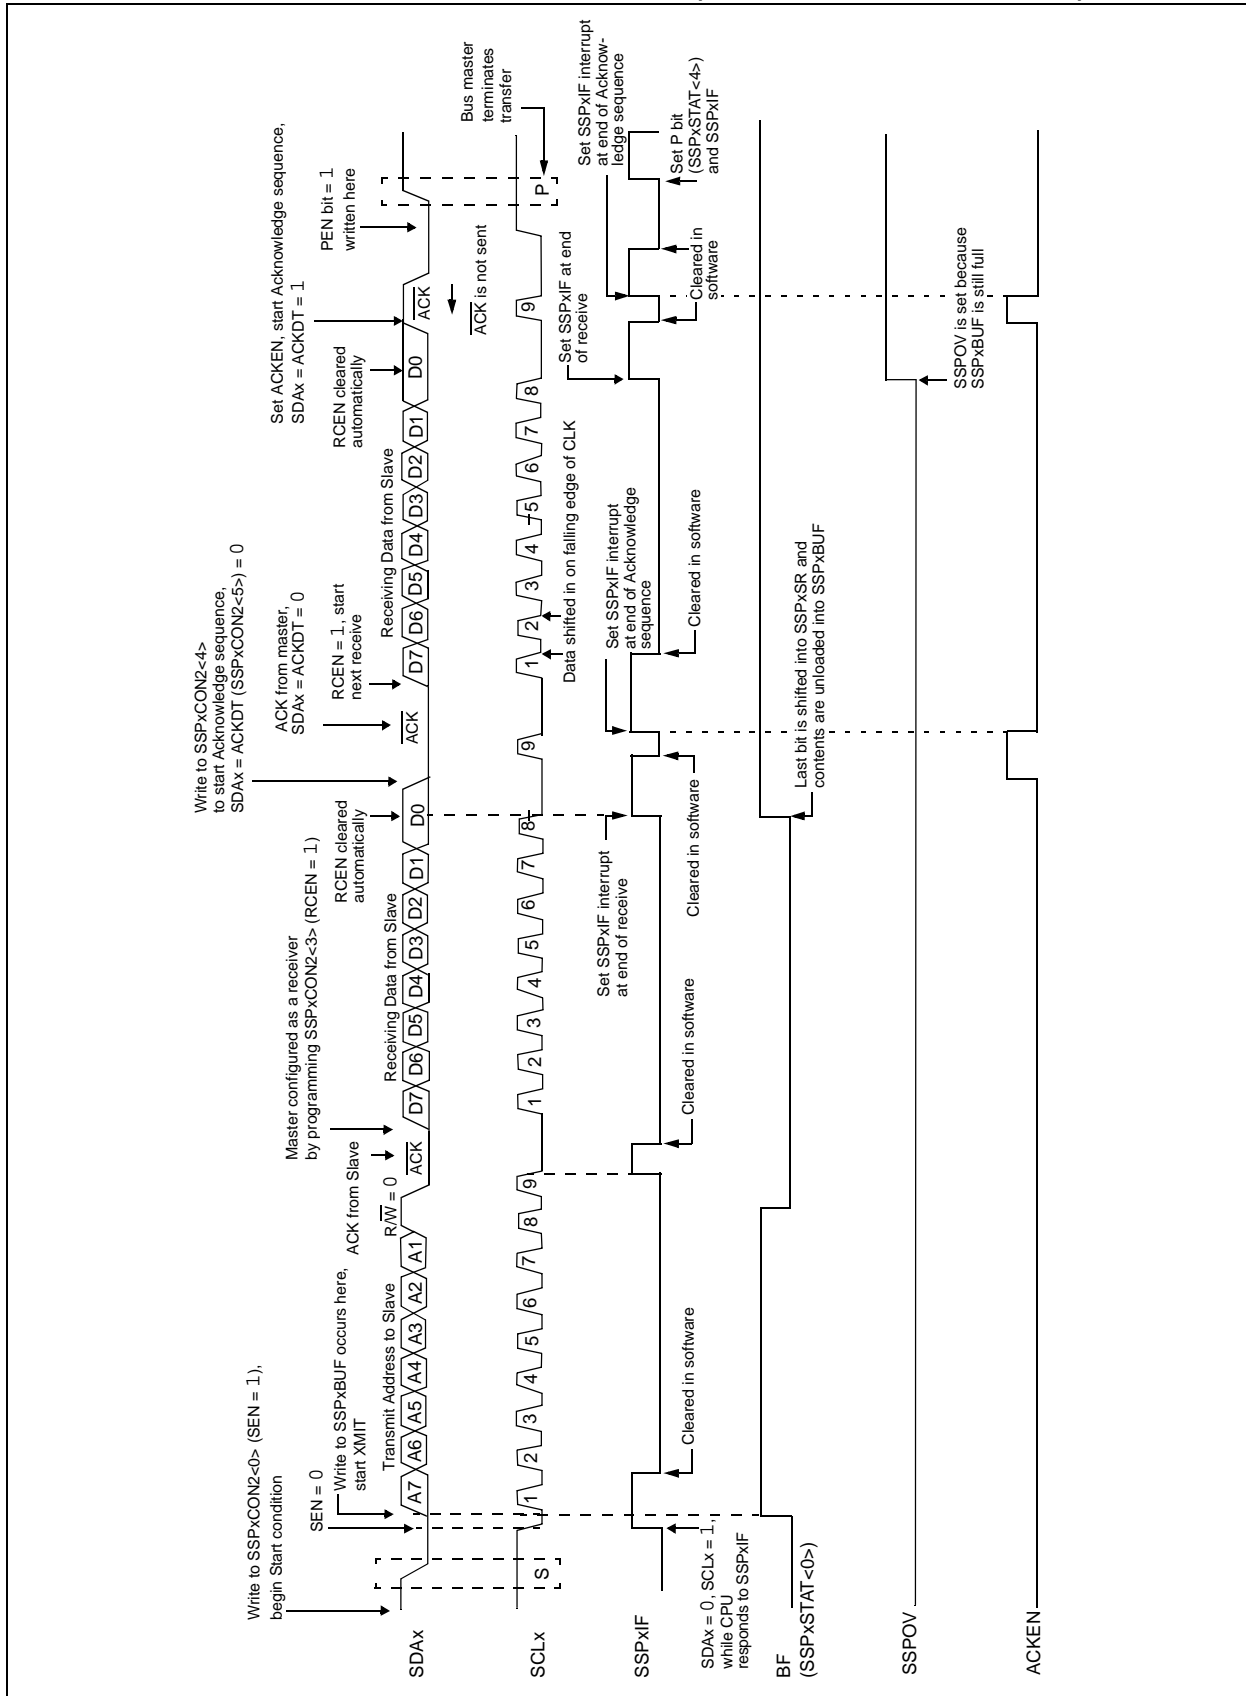 Write to SSPxCON2<0> (SEN = 1),
begin Start condition
SEN = 0
Write to SSPxBUF occurs here,
start XMIT
ACK from Slave
Master configured as a receiver
by programming SSPxCON2<3> (RCEN = 1)
RCEN cleared
automatically
Write to SSPxCON2<4>
to start Acknowledge sequence,
SDAx = ACKDT (SSPxCON2<5>) = 0
ACK from master,
SDAx = ACKDT = 0
RCEN = 1, start
next receive
RCEN cleared
automatically
Set ACKEN, start Acknowledge sequence,
SDAx = ACKDT = 1
PEN bit = 1
written here
Transmit Address to Slave
R/W = 0
Receiving Data from Slave
Receiving Data from Slave
SDAx
A7 A6 A5 A4 A3 A2 A1 ACK D7 D6 D5 D4 D3 D2 D1 D0 ACK D7 D6 D5 D4 D3 D2 D1 D0 ACK
ACK is not sent
Bus master
terminates
transfer
SCLx
S 1 2 3 4 5 6 7 8 9 1 2 3 4 5 6 7 8 9 1 2 3 4 5 6 7 8 9 P
Data shifted in on falling edge of CLK
Set SSPxIF interrupt
at end of receive
Set SSPxIF interrupt
at end of Acknowledge
sequence
Set SSPxIF at end
of receive
Set SSPxIF interrupt
at end of Acknow-
ledge sequence
SSPxIF
SDAx = 0, SCLx = 1,
while CPU
responds to SSPxIF
Cleared in software
Cleared in software
Cleared in software
Cleared in software
Cleared in
software
Set P bit
(SSPxSTAT<4>)
and SSPxIF
BF
(SSPxSTAT<0>)
Last bit is shifted into SSPxSR and
contents are unloaded into SSPxBUF
SSPOV
SSPOV is set because
SSPxBUF is still full
ACKEN